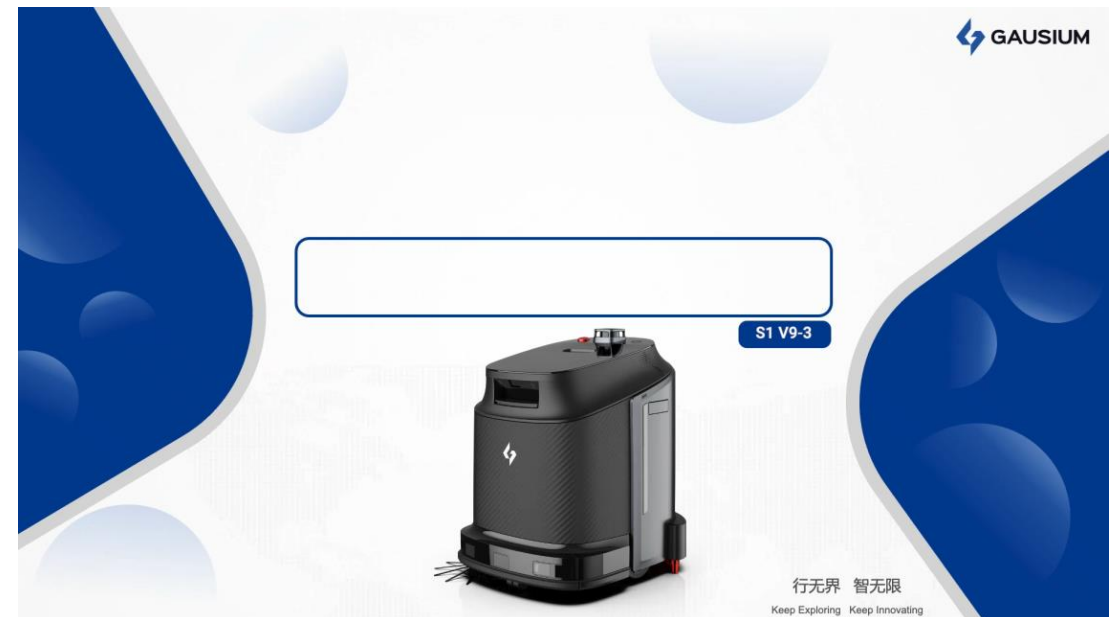 GAUSIUM
S1 V9-3
行无界 智无限
Keep Exploring Keep Innovating